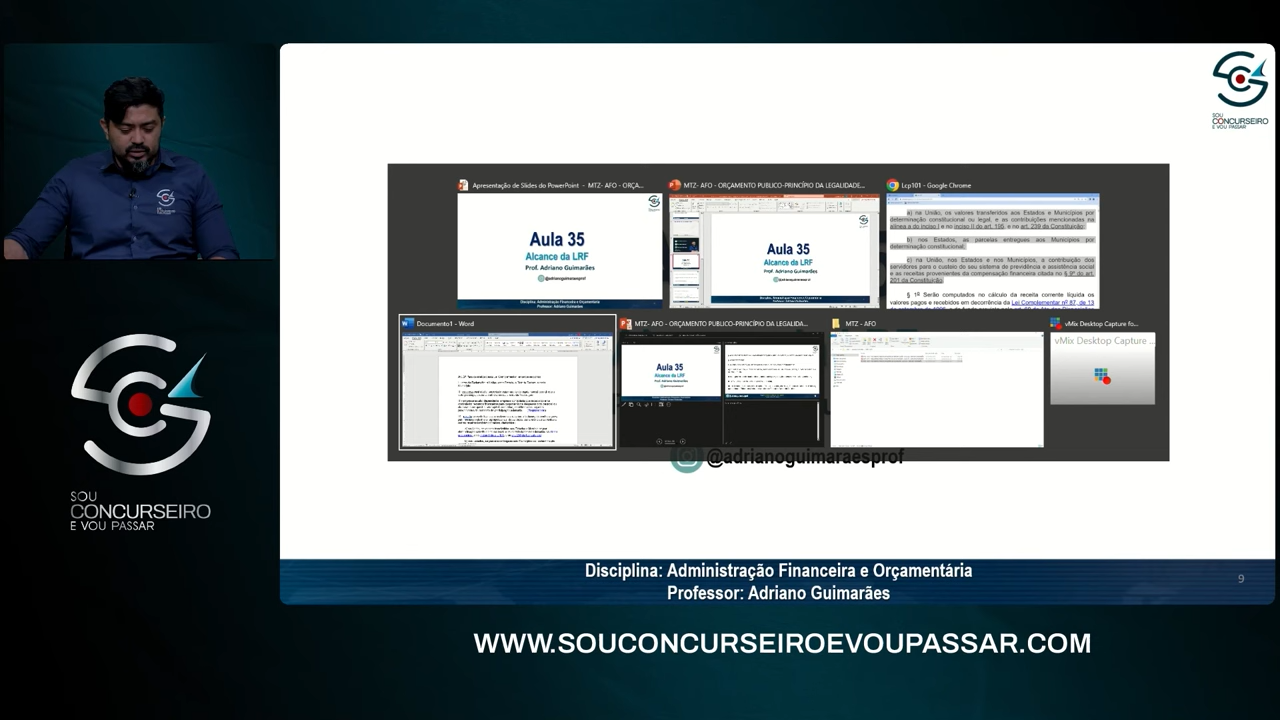 SOU
CONCURSEIRO
E VOU PASSAR
Apresentação de Slides do PowerPoint - MTZ- AFO - ORÇA...
Aula 35
Alcance da LRF
Prof. Adriano Guimarães
@adrianoguimaraesprof
Disciplina: Administração Financeira e Orçamentária
Professor: Adriano Guimarães
MTZ- AFO - ORÇAMENTO PUBLICO-PRINCÍPIO DA LEGALIDADE...
Aula 35
Alcance da LRF
Prof. Adriano Guimarães
Lcp101 - Google Chrome
a) na União, os valores transferidos aos Estados e Municípios por
determinação constitucional ou legal, e as contribuições mencionadas na
alínea a do inciso I e no inciso II do art. 195, e no art. 239 da Constituição;
b) nos Estados, as parcelas entregues aos Municípios por
determinação constitucional;
c) na União, nos Estados e nos Municípios, a contribuição dos
servidores para o custeio do seu sistema de previdência e assistência social
e as receitas provenientes da compensação financeira citada no § 9º do art.
201 da Constituição.
§ 1º Serão computados no cálculo da receita corrente líquida os
valores pagos e recebidos em decorrência da Lei Complementar nº 87, de 13
Documento1 - Word
MTZ- AFO - ORÇAMENTO PUBLICO-PRINCÍPIO DA LEGALIDA...
Aula 35
Alcance da LRF
MTZ - AFO
vMix Desktop Capture fo...
vMix Desktop Capture ...
@adrianoguimaraesprof
SOU
CONCURSEIRO
E VOU PASSAR
Disciplina: Administração Financeira e Orçamentária
Professor: Adriano Guimarães
9
WWW.SOUCONCURSEIROEVOUPASSAR.COM